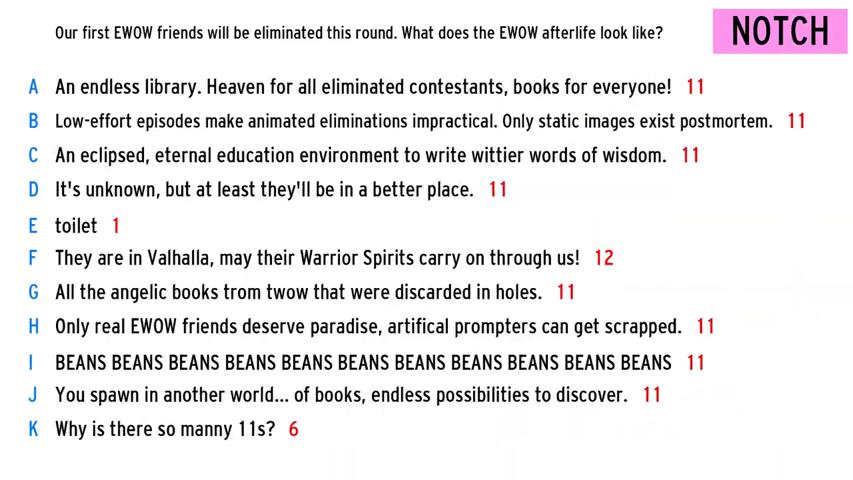 Our first EWOW friends will be eliminated this round. What does the EWOW afterlife look like?
NOTCH
A An endless library. Heaven for all eliminated contestants, books for everyone! 11
B Low-effort episodes make animated eliminations impractical. Only static images exist postmortem. 11
C An eclipsed, eternal education environment to write wittier words of wisdom. 11
D It's unknown, but at least they'll be in a better place. 11
E toilet 1
F They are in Valhalla, may their Warrior Spirits carry on through us! 12
G All the angelic books trom twow that were discarded in holes. 11
H Only real EWOW friends deserve paradise, artifical prompters can get scrapped. 11
I BEANS BEANS BEANS BEANS BEANS BEANS BEANS BEANS BEANS BEANS BEANS 11
J You spawn in another world... of books, endless possibilities to discover. 11
K Why is there so manny 11s? 6